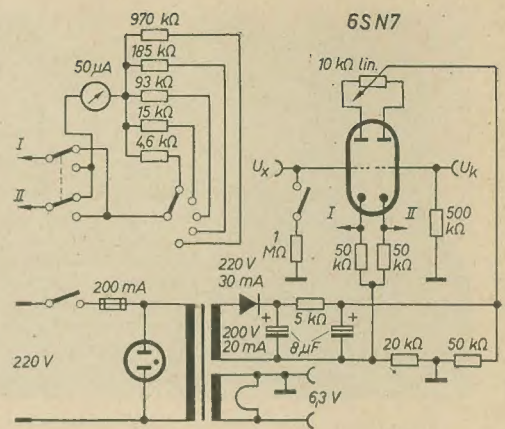 970 kΩ
185 kΩ
93 kΩ
15 kΩ
4,6 kΩ
50 µA
I
II
6SN7
10 kΩ lin.
Ux
Uk
I
II
1
MΩ
50
kΩ
50
kΩ
500
kΩ
200 mA
220 V
220 V
30 mA
+
5 kΩ
+
200 V
20 mA
8 µF
20 kΩ
50 kΩ
6,3 V